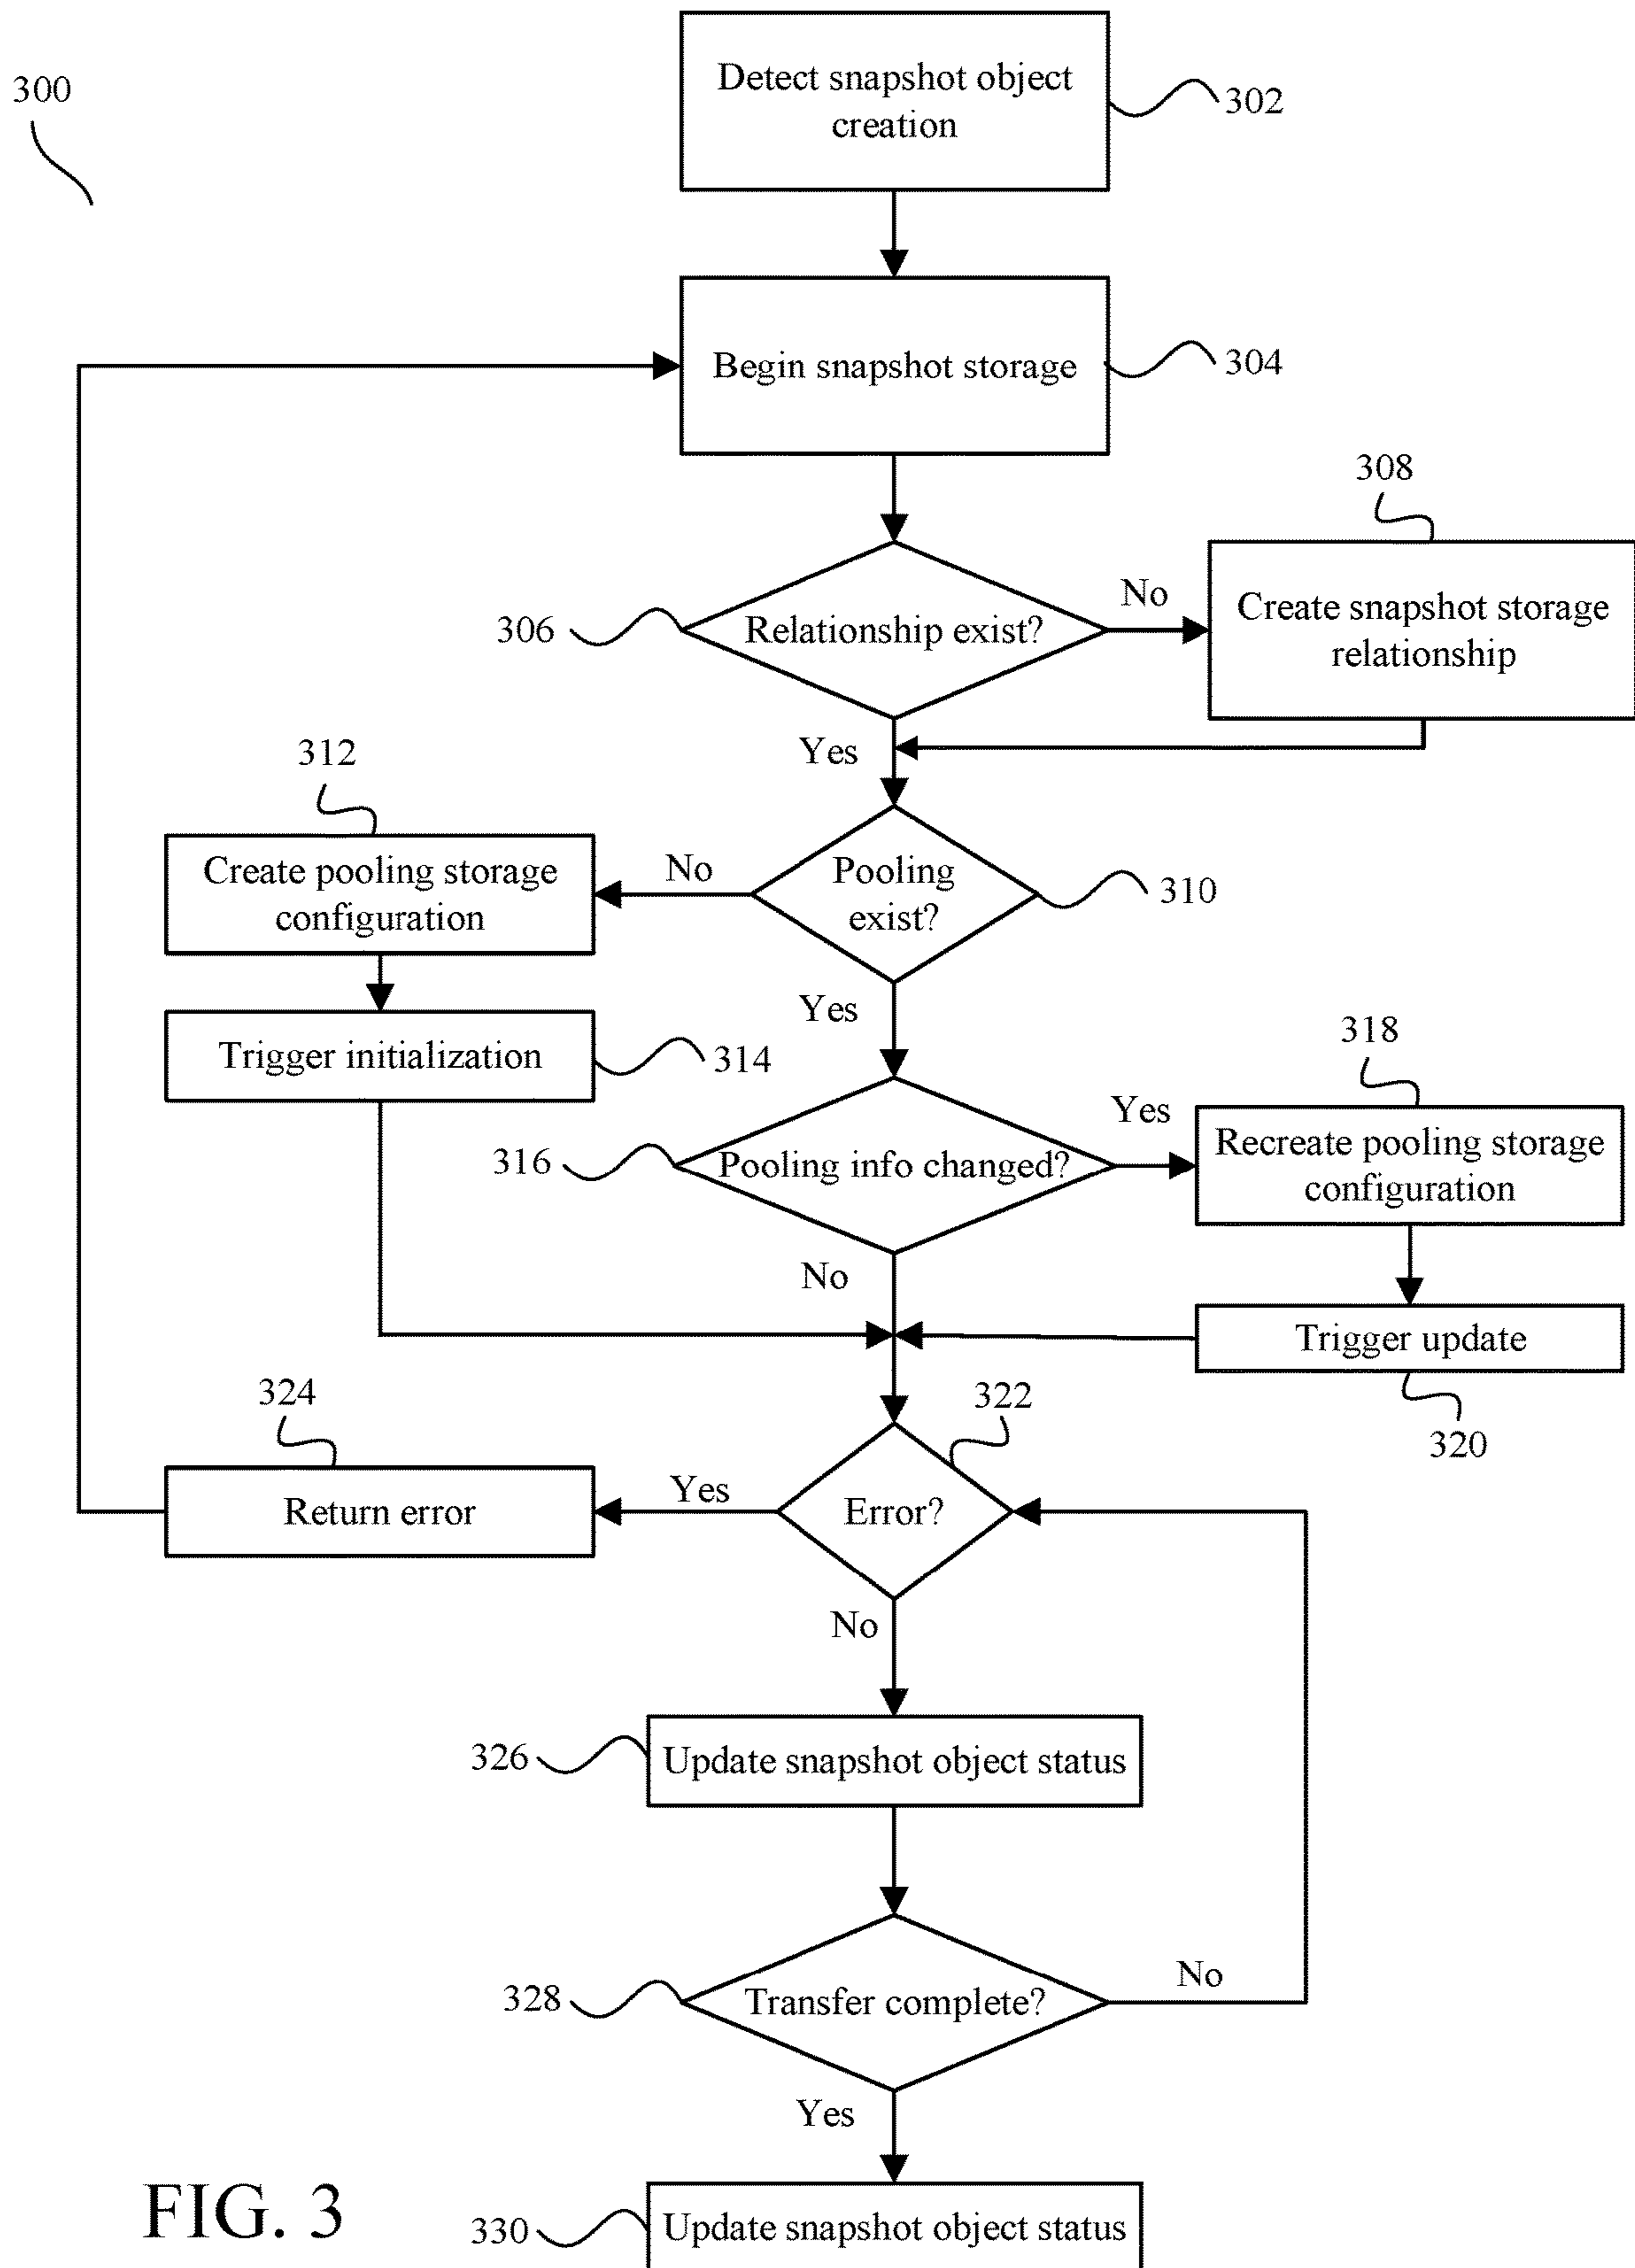 300
Detect snapshot object
creation
302
Begin snapshot storage
304
308
306
Relationship exist?
No
Create snapshot storage
relationship
Yes
312
Create pooling storage
configuration
No
Pooling
exist?
310
Yes
Trigger initialization
314
318
316
Pooling info changed?
Yes
Recreate pooling storage
configuration
No
Trigger update
320
324
322
Return error
Yes
Error?
No
326
Update snapshot object status
328
Transfer complete?
No
Yes
FIG. 3
330
Update snapshot object status